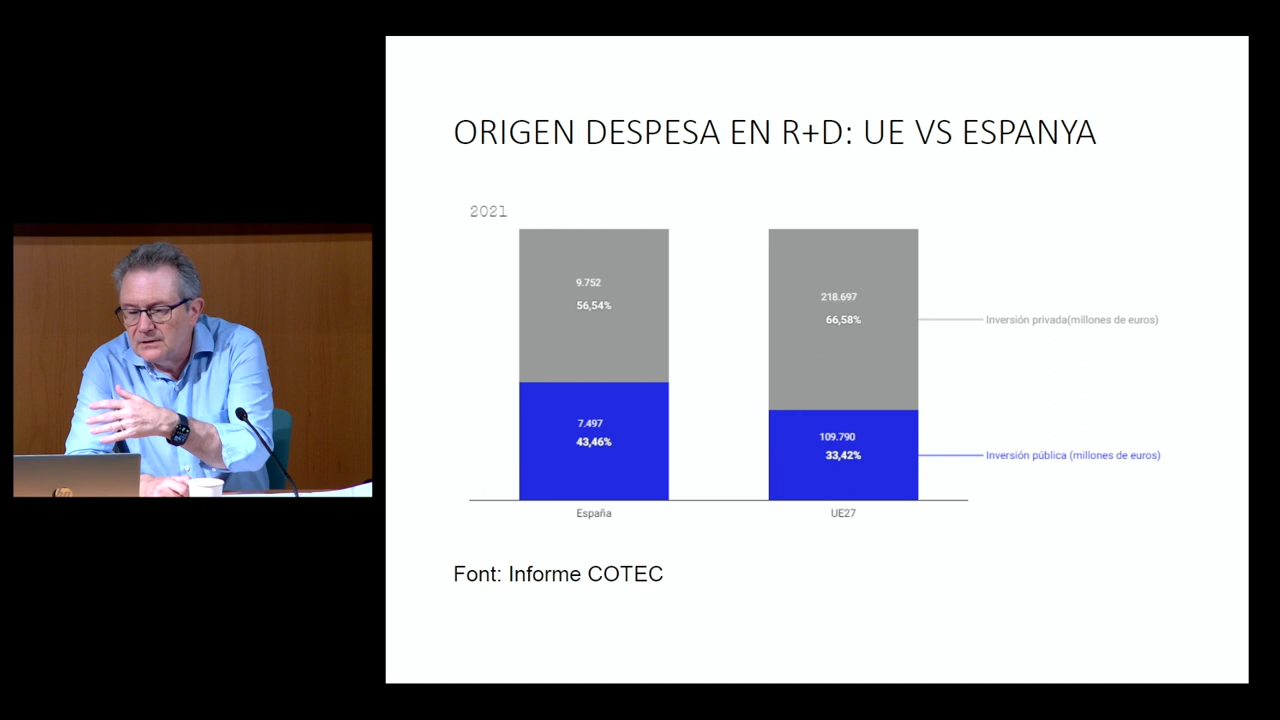 ORIGEN DESPESA EN R+D: UE VS ESPANYA
2021
9.752
56,54%
218.697
66,58%
Inversión privada(millones de euros)
7.497
43,46%
109.790
33,42%
Inversión pública (millones de euros)
España
UE27
Font: Informe COTEC
hp